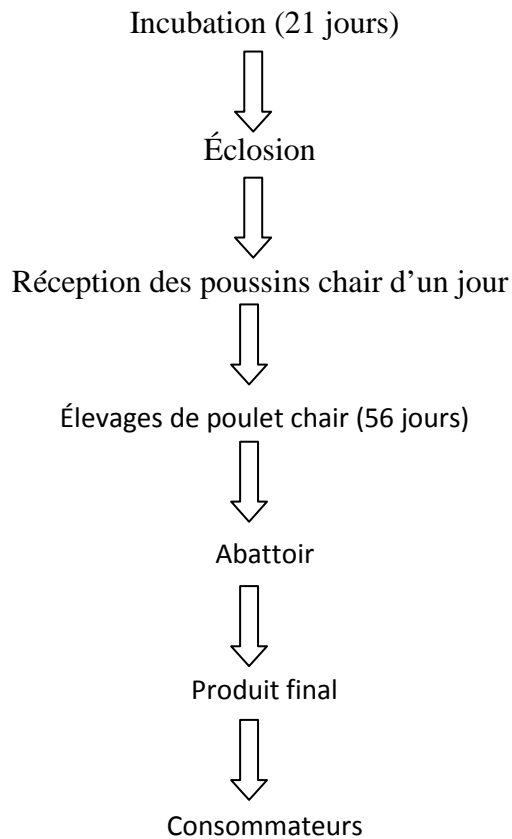 Incubation (21 jours)
Éclosion
Réception des poussins chair d’un jour
Élevages de poulet chair (56 jours)
Abattoir
Produit final
Consommateurs